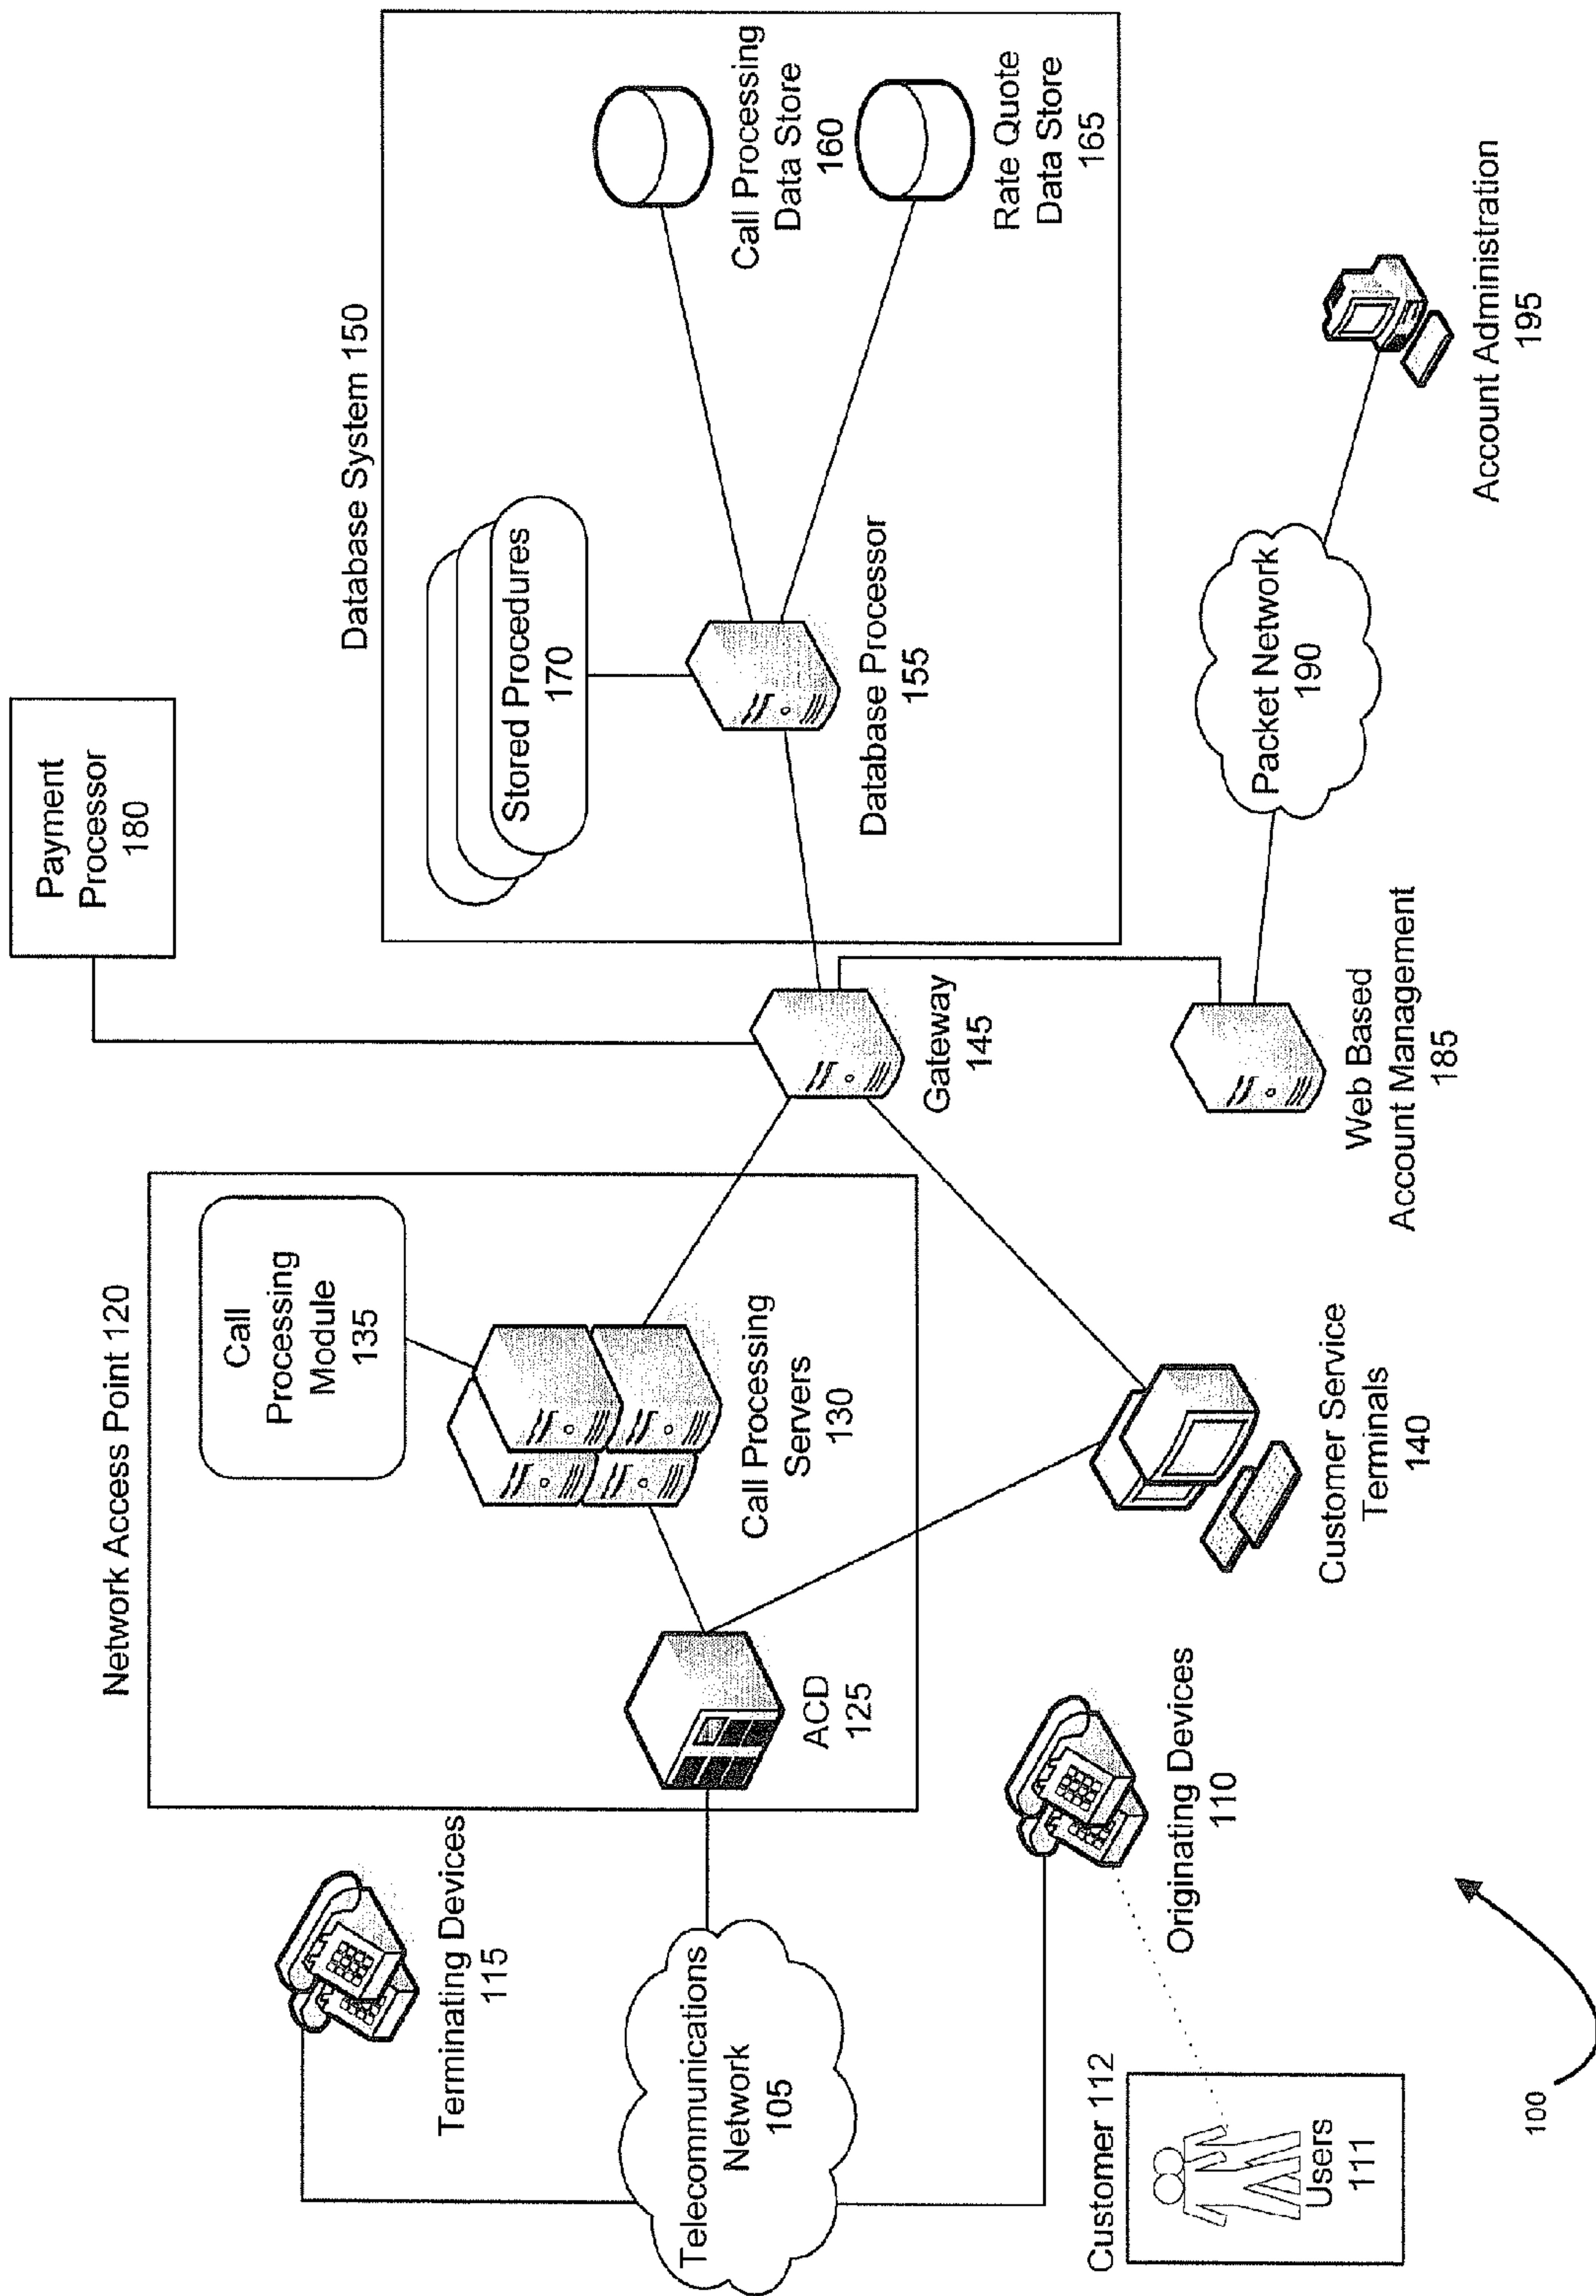 Payment
Processor
180
Database System 150
Stored Procedures
170
Call Processing
Data Store
160
Database Processor
155
Rate Quote
Data Store
165
Network Access Point 120
Call
Processing
Module
135
Call Processing
Servers
130
Gateway
145
ACD
125
Terminating Devices
115
Telecommunications
Network
105
Originating Devices
110
Customer 112
Users
111
Customer Service
Terminals
140
Web Based
Account Management
185
Packet Network
190
Account Administration
195
100